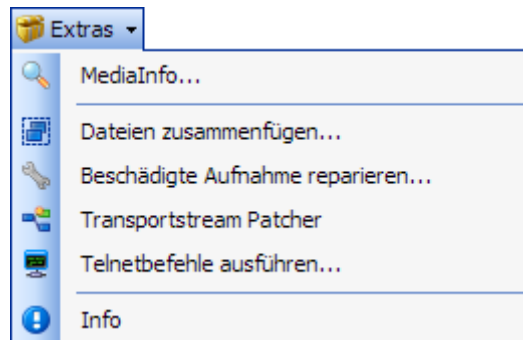 Extras
MediaInfo...
Dateien zusammenfügen...
Beschädigte Aufnahme reparieren...
Transportstream Patcher
Telnetbefehle ausführen...
Info